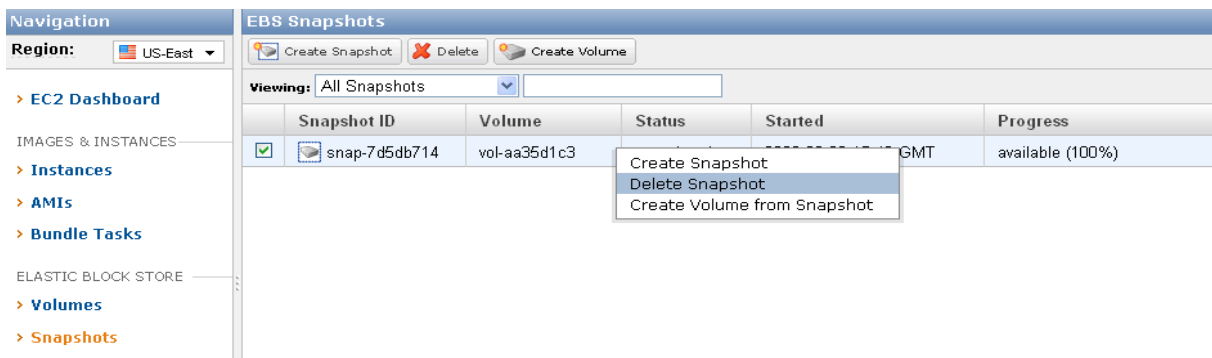 Navigation
Region: US-East
> EC2 Dashboard
IMAGES & INSTANCES
> Instances
> AMIs
> Bundle Tasks
ELASTIC BLOCK STORE
> Volumes
> Snapshots
EBS Snapshots
Create Snapshot Delete Create Volume
Viewing: All Snapshots
Snapshot ID Volume Status Started Progress
snap-7d5db714 vol-aa35d1c3 GMT available (100%)
Create Snapshot
Delete Snapshot
Create Volume from Snapshot